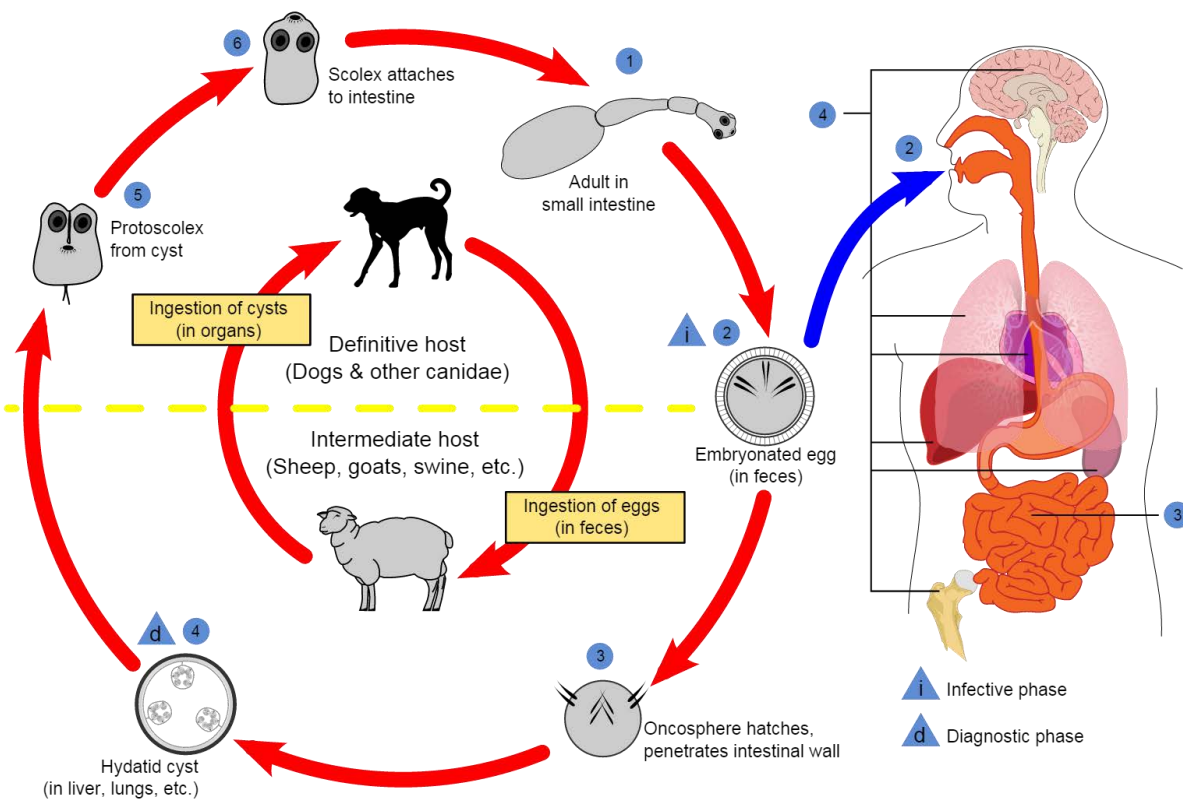 6
Scolex attaches
to intestine
1
Adult in
small intestine
5
Protoscolex
from cyst
Ingestion of cysts
(in organs)
Definitive host
(Dogs & other canidae)
Intermediate host
(Sheep, goats, swine, etc.)
Ingestion of eggs
(in feces)
i
2
Embryonated egg
(in feces)
3
Oncosphere hatches,
penetrates intestinal wall
d
4
Hydatid cyst
(in liver, lungs, etc.)
4
2
3
i Infective phase
d Diagnostic phase